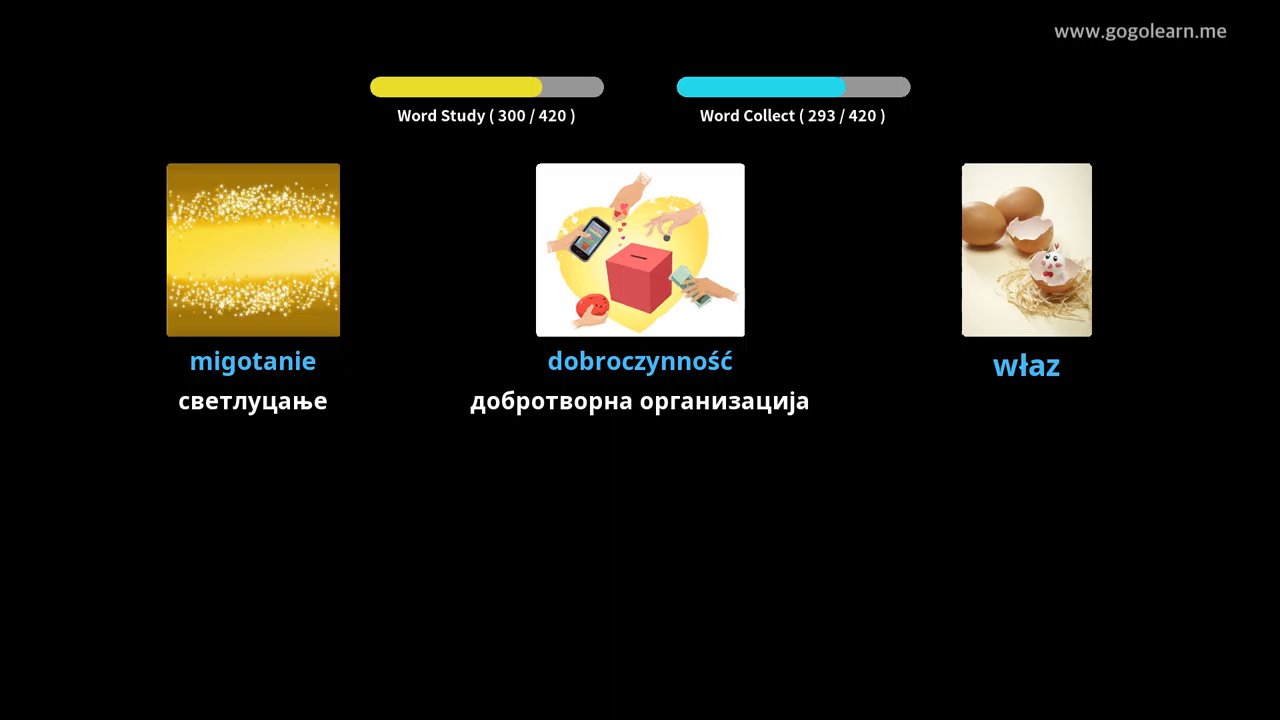 www.gogolearn.me
Word Study ( 300 / 420 )
Word Collect ( 293 / 420 )
migotanie
светлуцање
dobroczynność
добротворна организација
właz